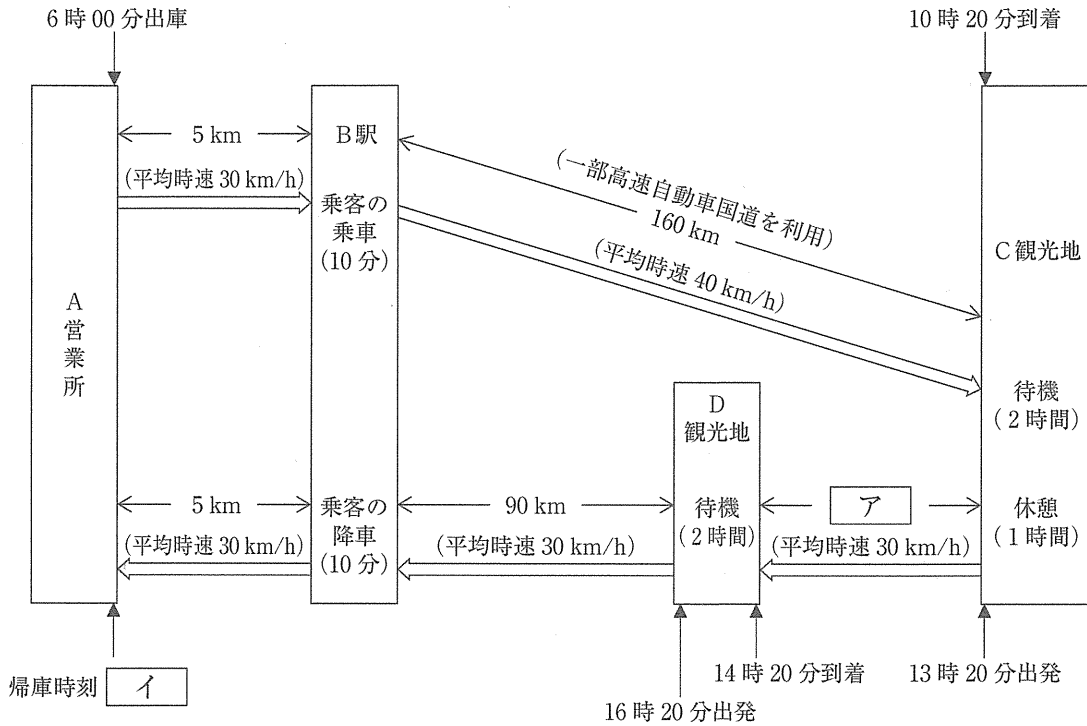 6時00分出庫
10時20分到着
A営業所
5 km
(平均時速 30 km/h)
B駅
乗客の
乗車
(10分)
(一部高速自動車国道を利用)
160 km
(平均時速 40 km/h)
C観光地
待機
(2時間)
休憩
(1時間)
D
観光地
待機
(2時間)
ア
(平均時速 30 km/h)
90 km
(平均時速 30 km/h)
乗客の
降車
(10分)
5 km
(平均時速 30 km/h)
帰庫時刻 イ
16時20分出発
14時20分到着
13時20分出発